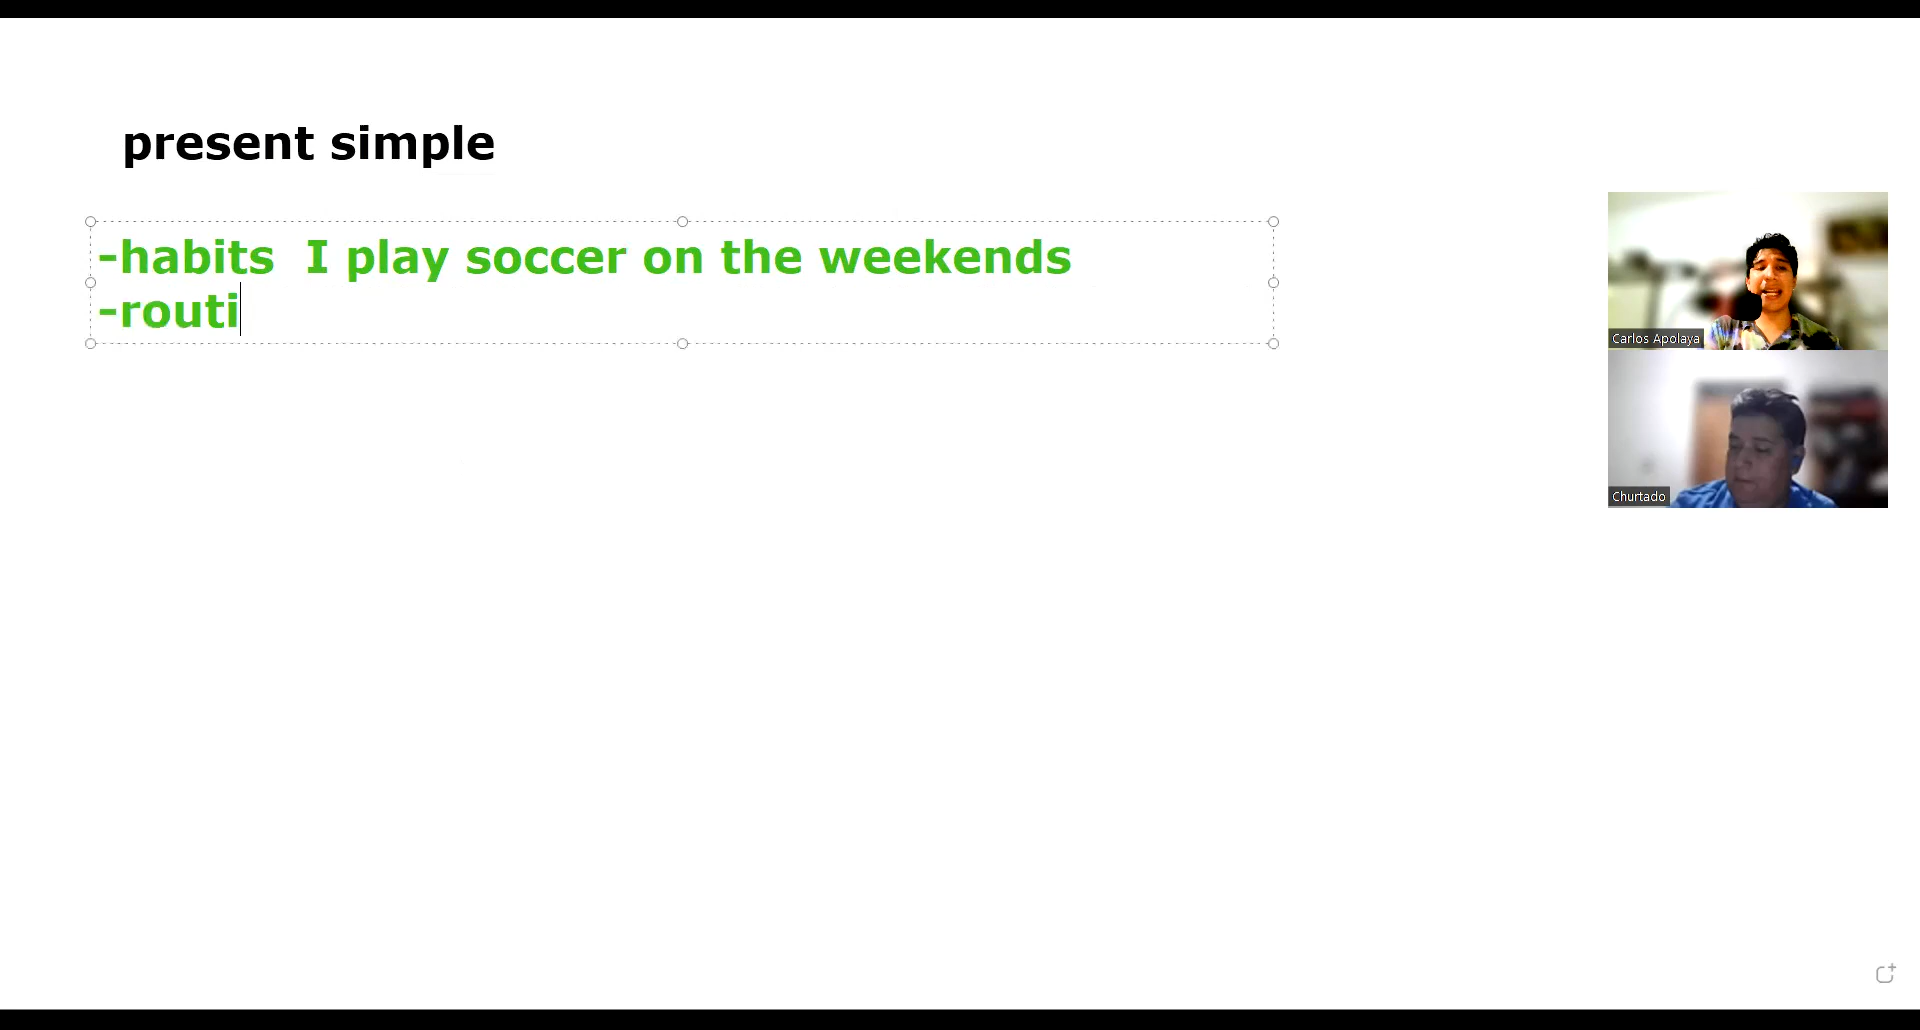 present simple
-habits  I play soccer on the weekends
-routi
Carlos Apolaya
Churtado